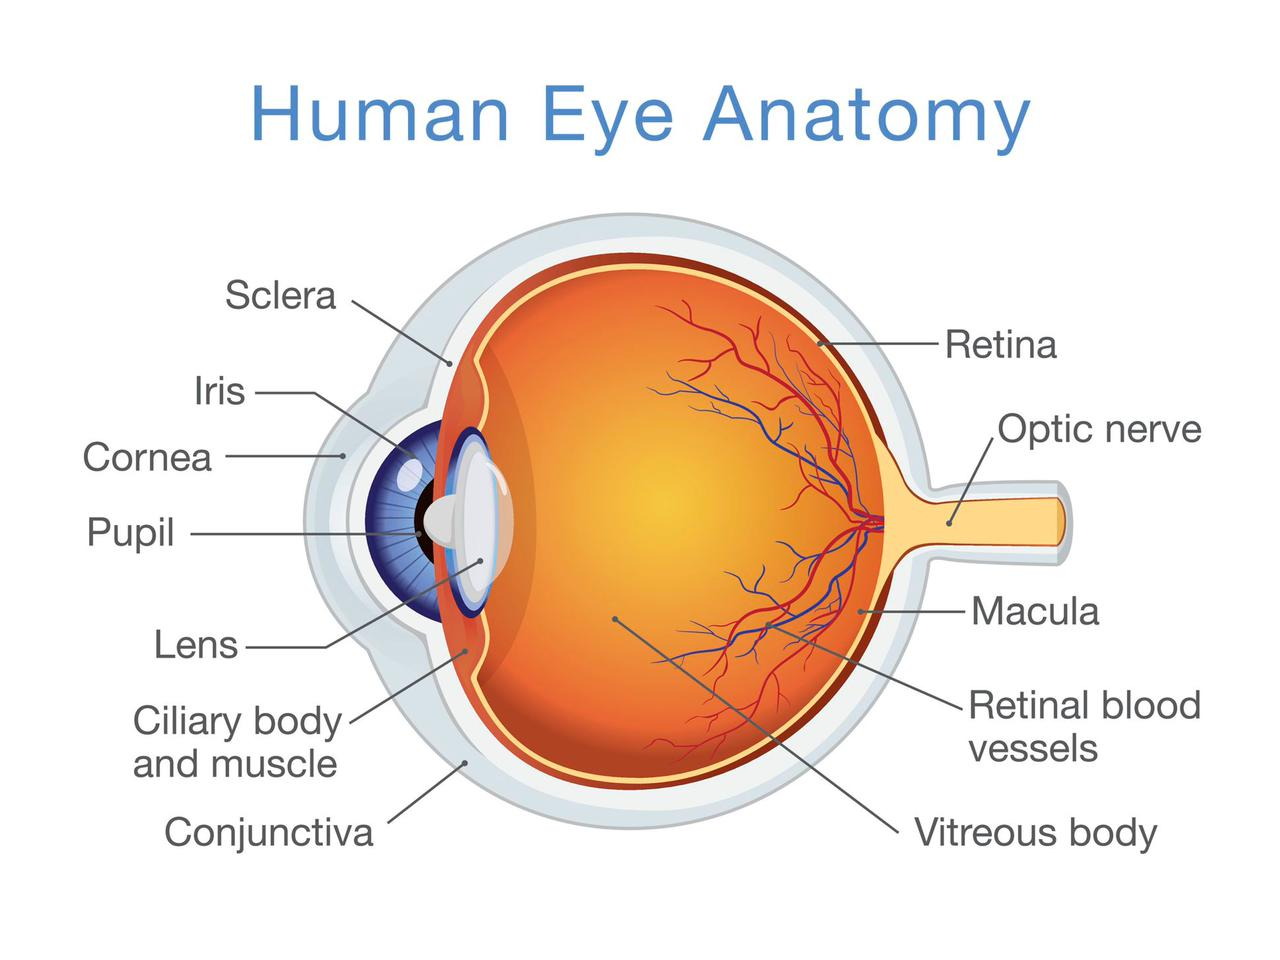 Human Eye Anatomy
Sclera
Iris
Cornea
Pupil
Lens
Ciliary body
and muscle
Conjunctiva
Retina
Optic nerve
Macula
Retinal blood
vessels
Vitreous body